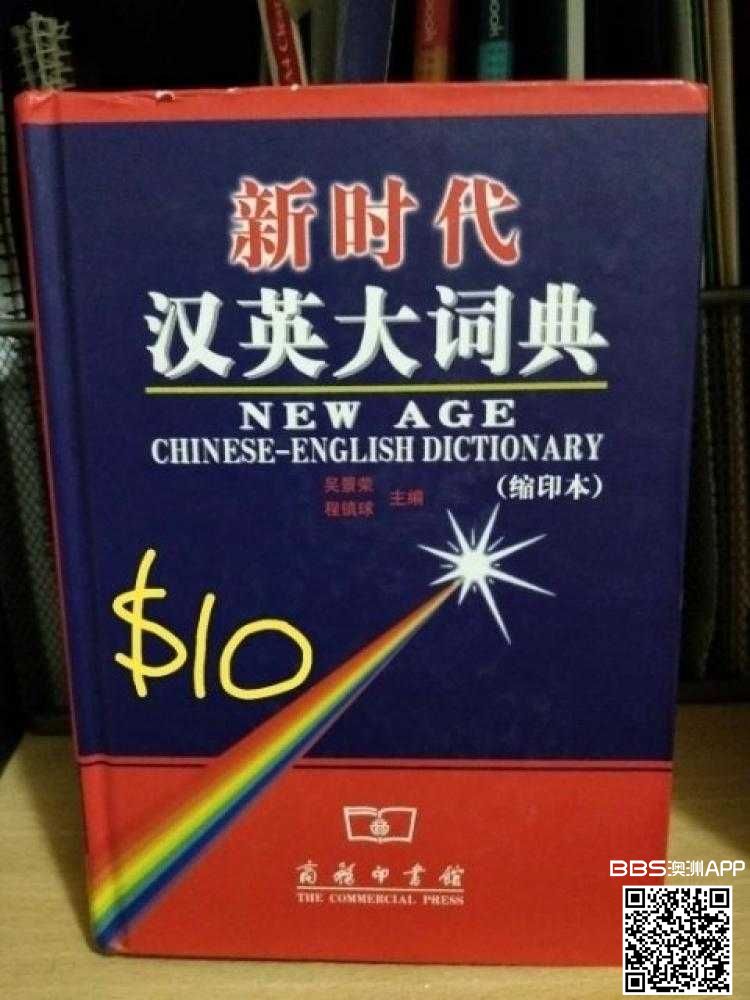 新时代
汉英大词典
NEW AGE
CHINESE-ENGLISH DICTIONARY
吴景荣
程镇球 主编
(缩印本)
$10
商务印书馆
THE COMMERCIAL PRESS
BBS澳洲APP